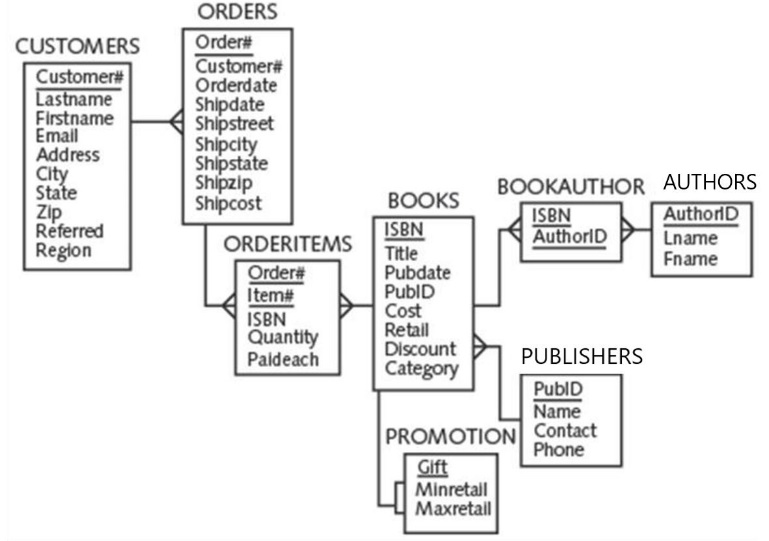 CUSTOMERS
Customer#
Lastname
Firstname
Email
Address
City
State
Zip
Referred
Region
ORDERS
Order#
Customer#
Orderdate
Shipdate
Shipstreet
Shipcity
Shipstate
Shipzip
Shipcost
ORDERITEMS
Order#
Item#
ISBN
Quantity
Paideach
BOOKS
ISBN
Title
Pubdate
PubID
Cost
Retail
Discount
Category
PROMOTION
Gift
Minretail
Maxretail
BOOKAUTHOR
ISBN
AuthorID
AUTHORS
AuthorID
Lname
Fname
PUBLISHERS
PubID
Name
Contact
Phone